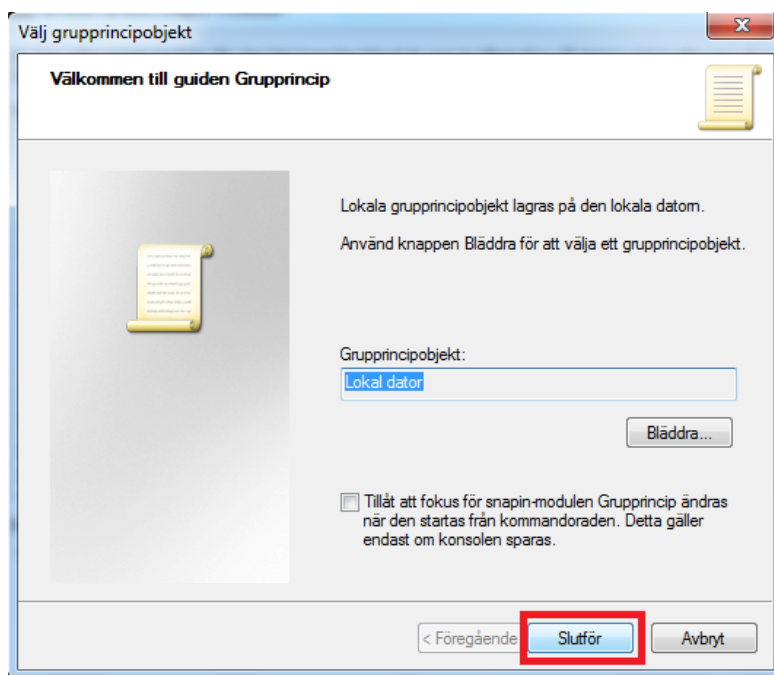 Välj grupprincipobjekt
Välkommen till guiden Grupprincip
Lokala grupprincipobjekt lagras på den lokala datorn.
Använd knappen Bläddra för att välja ett grupprincipobjekt.
Grupprincipobjekt:
Lokal dator
Bläddra...
Tillåt att fokus för snapin-modulen Grupprincip ändras
när den startas från kommandoraden. Detta gäller
endast om konsolen sparas.
< Föregående
Slutför
Avbryt